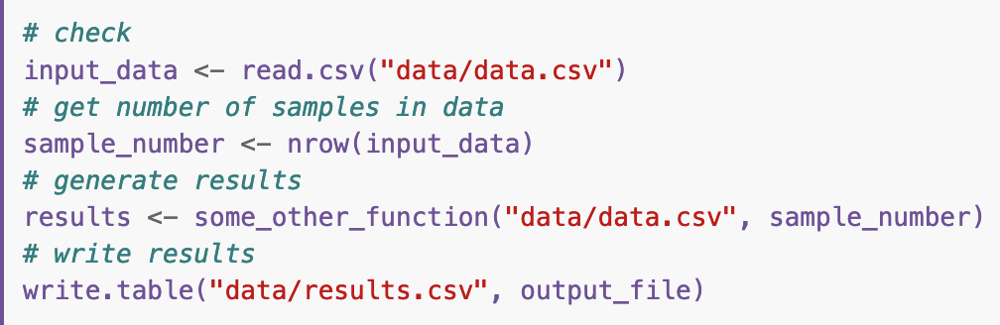 # check
input_data <- read.csv("data/data.csv")
# get number of samples in data
sample_number <- nrow(input_data)
# generate results
results <- some_other_function("data/data.csv", sample_number)
# write results
write.table("data/results.csv", output_file)